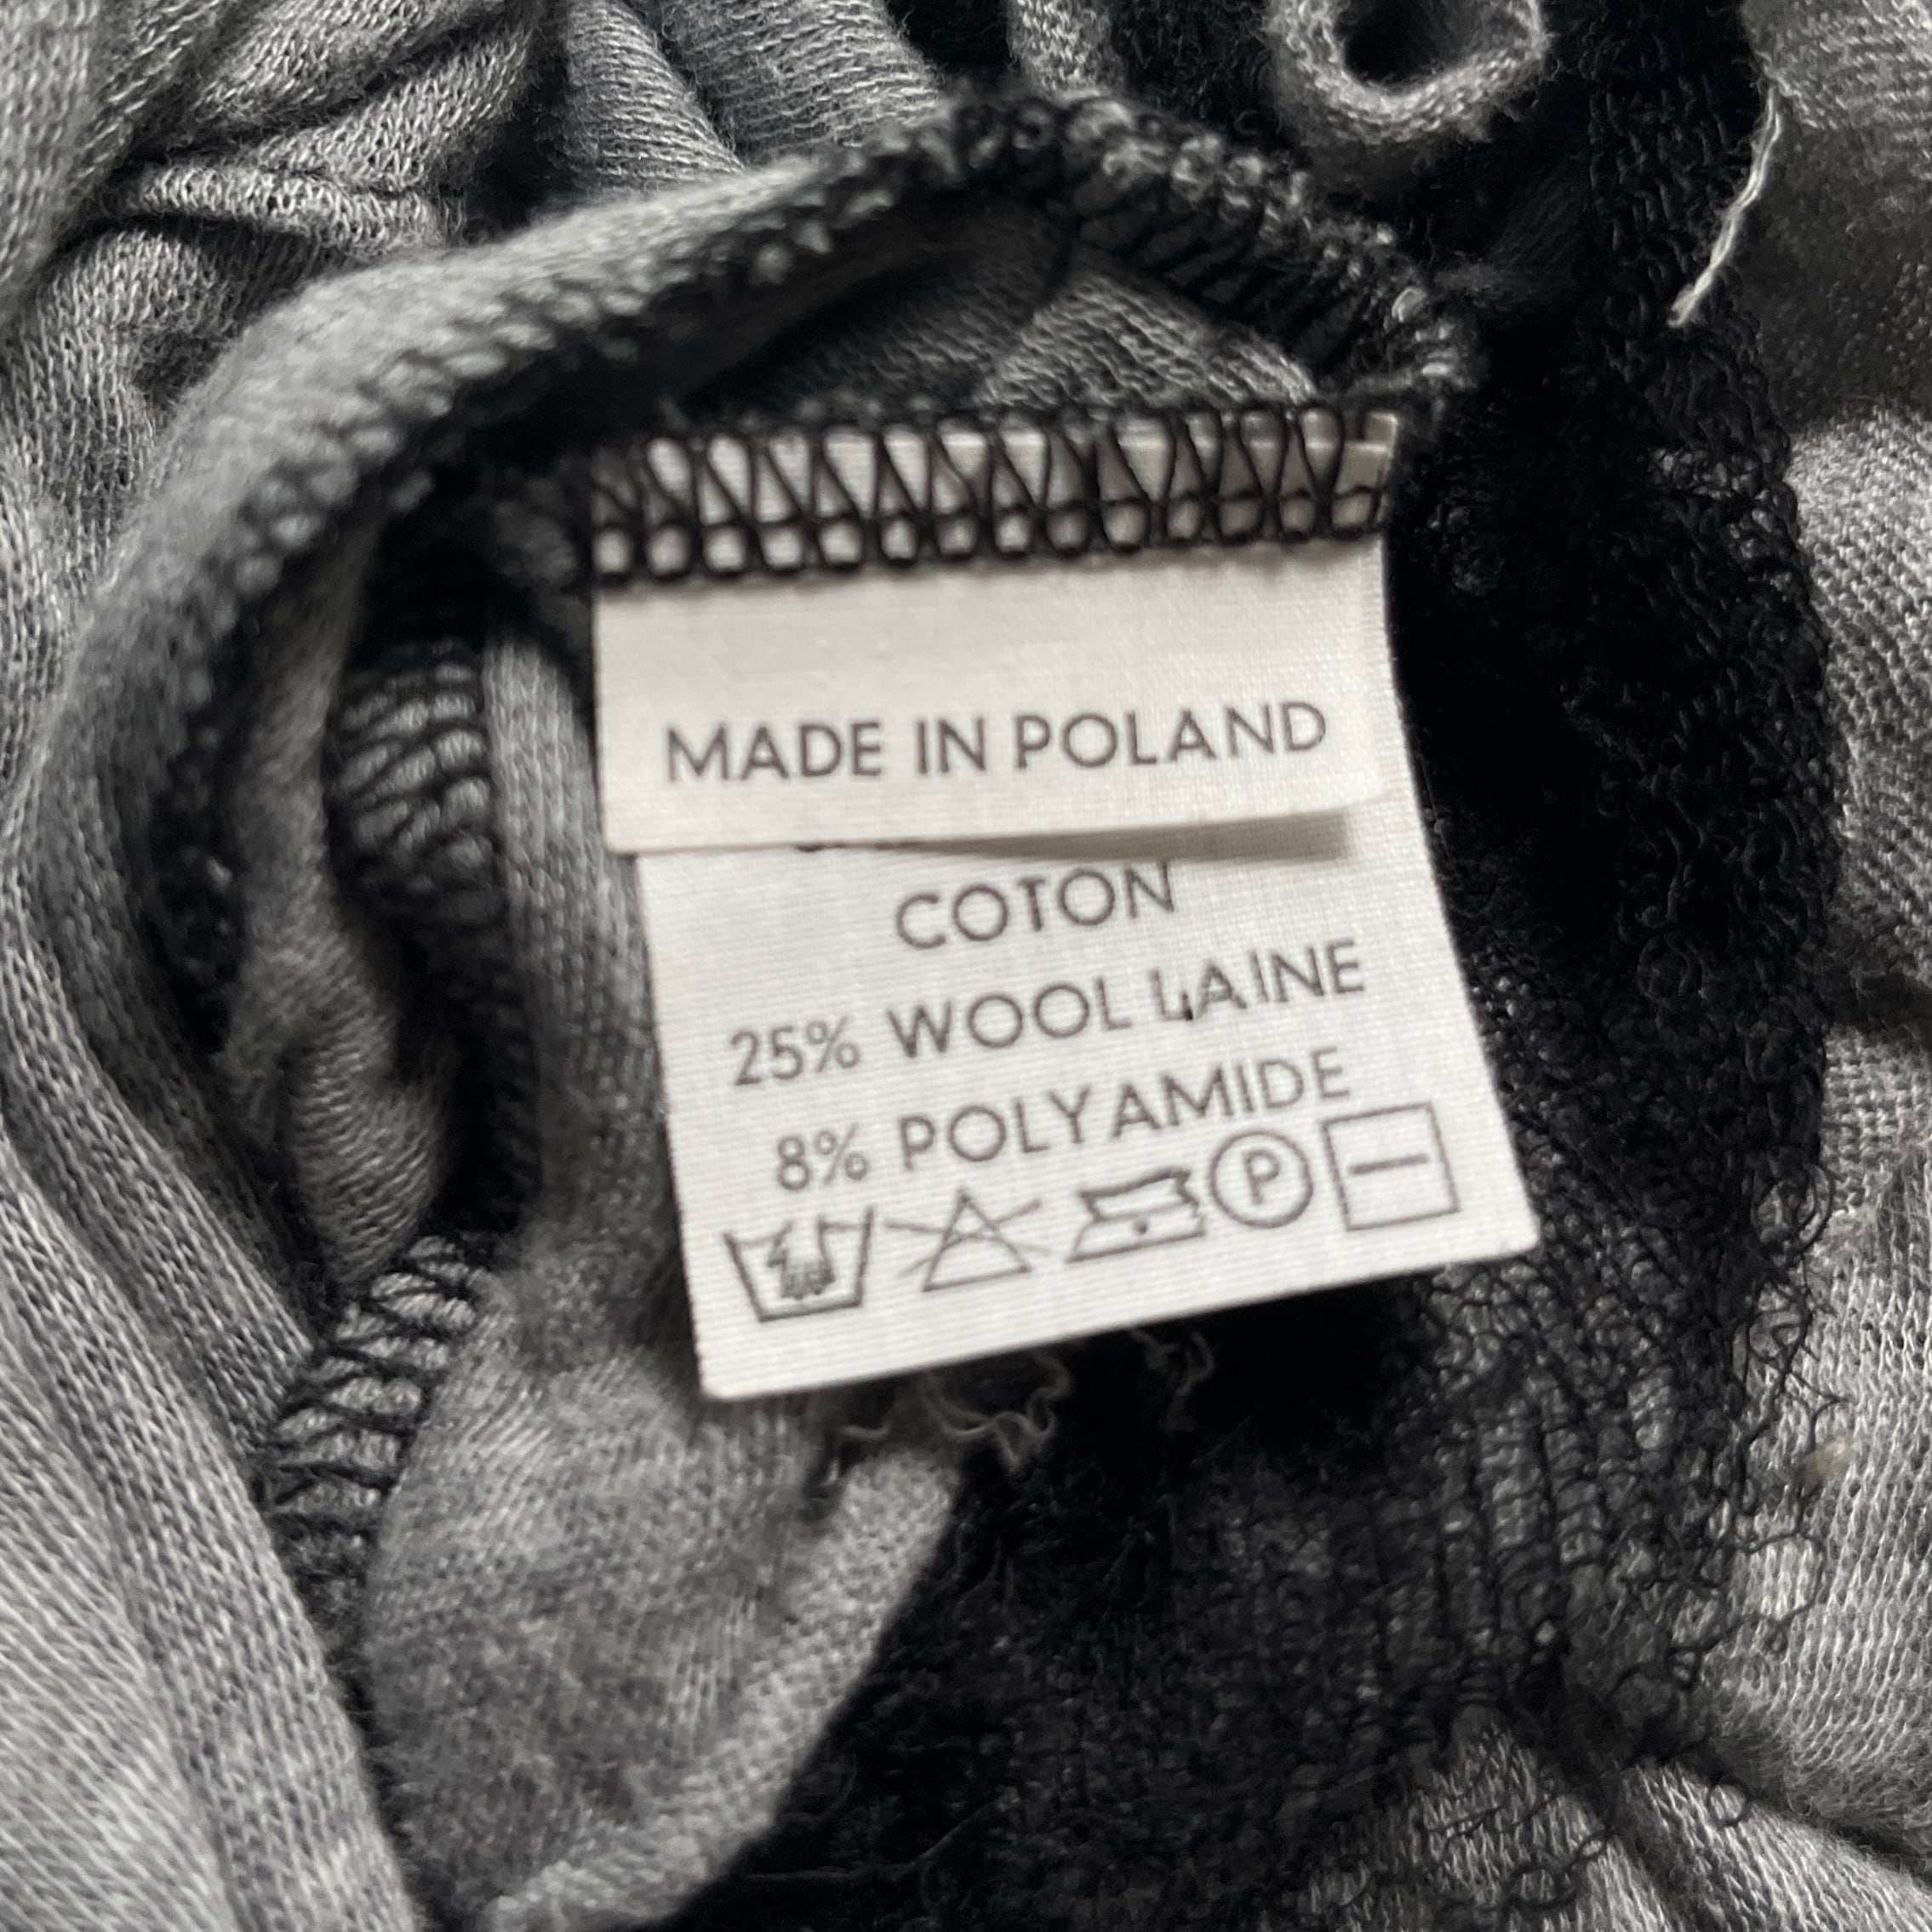 MADE IN POLAND
COTON
25% WOOL LAINE
8% POLYAMIDE
P